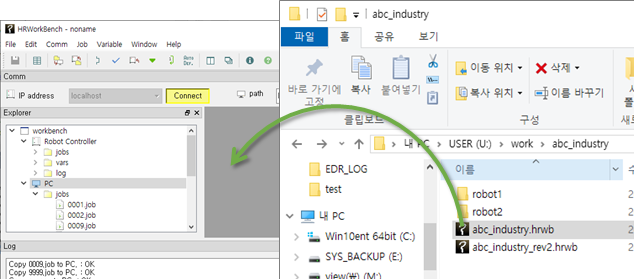 HRWorkBench - noname
File Edit Comm Job Variable Window Help
Comm
IP address localhost Connect path
Explorer
workbench
Robot Controller
jobs
vars
log
PC
jobs
0001.job
0002.job
0009.job
Log
Copy 0009.job to PC, : OK
Copy 9999.job to PC, : OK
abc_industry
파일 홈 공유 보기
바로 가기에 고정
복사
붙여넣기
클립보드
이동 위치
복사 위치
삭제
이름 바꾸기
구성
내 PC USER (U:) work abc_industry
EDR_LOG
test
내 PC
Win10ent 64bit (C:)
SYS_BACKUP (E:)
view(#) (M:)
이름
robot1
robot2
abc_industry.hrwb
abc_industry_rev2.hrwb